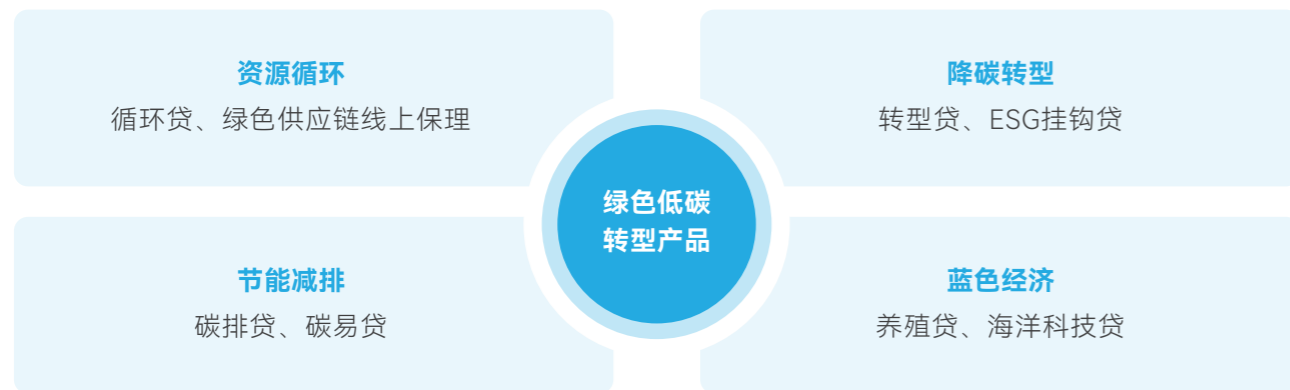 资源循环
循环贷、绿色供应链线上保理
降碳转型
转型贷、ESG挂钩贷
绿色低碳
转型产品
节能减排
碳排贷、碳易贷
蓝色经济
养殖贷、海洋科技贷